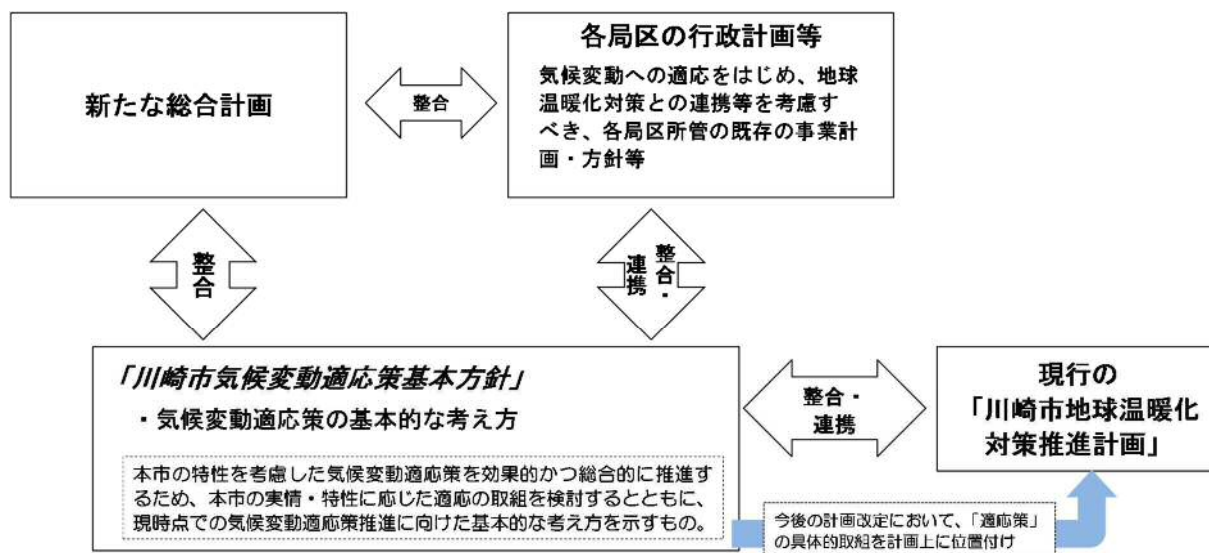 新たな総合計画
整合
各局区の行政計画等
気候変動への適応をはじめ、地球
温暖化対策との連携等を考慮す
べき、各局区所管の既存の事業計
画・方針等
整合
整合・
連携
「川崎市気候変動適応策基本方針」
・気候変動適応策の基本的な考え方
本市の特性を考慮した気候変動適応策を効果的かつ総合的に推進す
るため、本市の実情・特性に応じた適応の取組を検討するとともに、
現時点での気候変動適応策推進に向けた基本的な考え方を示すもの。
整合・
連携
現行の
「川崎市地球温暖化
対策推進計画」
今後の計画改定において、「適応策」
の具体的取組を計画上に位置付け